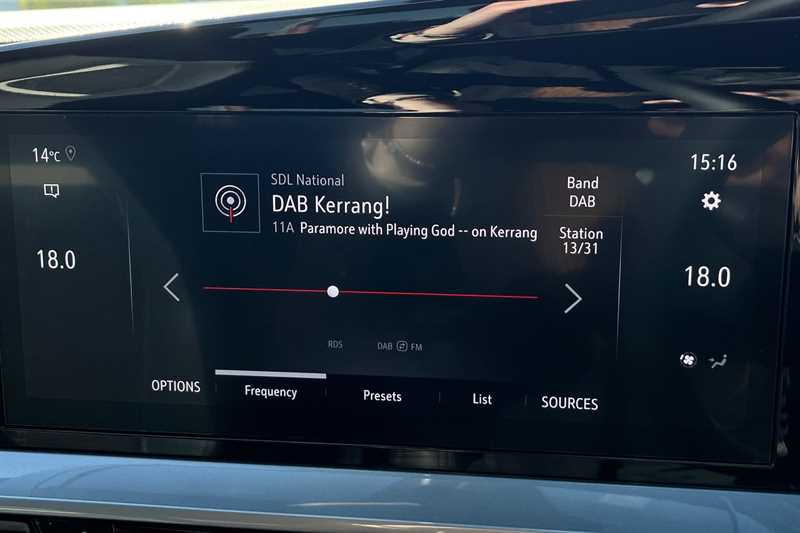 14°C
15:16
SDL National
DAB Kerrang!
11A Paramore with Playing God -- on Kerrang
Band
DAB
Station
13/31
18.0
18.0
RDS
DAB FM
OPTIONS
Frequency
Presets
List
SOURCES